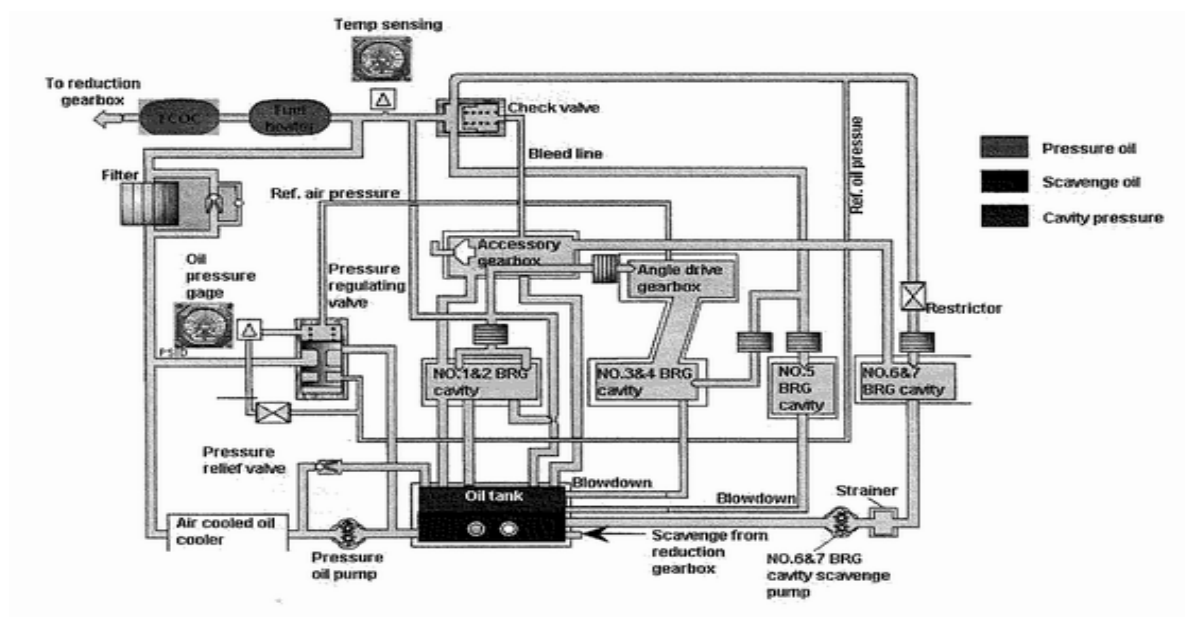 Temp sensing
To reduction
gearbox
FCOC
Fuel
heater
Check valve
Bleed line
Filter
Ref. air pressure
Ref. oil pressue
Pressure oil
Scavenge oil
Cavity pressure
Oil
pressure
gage
Pressure
regulating
valve
Accessory
gearbox
Angle drive
gearbox
Restrictor
PSID
NO.1&2 BRG
cavity
NO.3&4 BRG
cavity
NO.5
BRG
cavity
NO.6&7
BRG cavity
Pressure
relief valve
Oil tank
Blowdown
Blowdown
Strainer
Air cooled oil
cooler
Pressure
oil pump
Scavenge from
reduction
gearbox
NO.6&7 BRG
cavity scavenge
pump